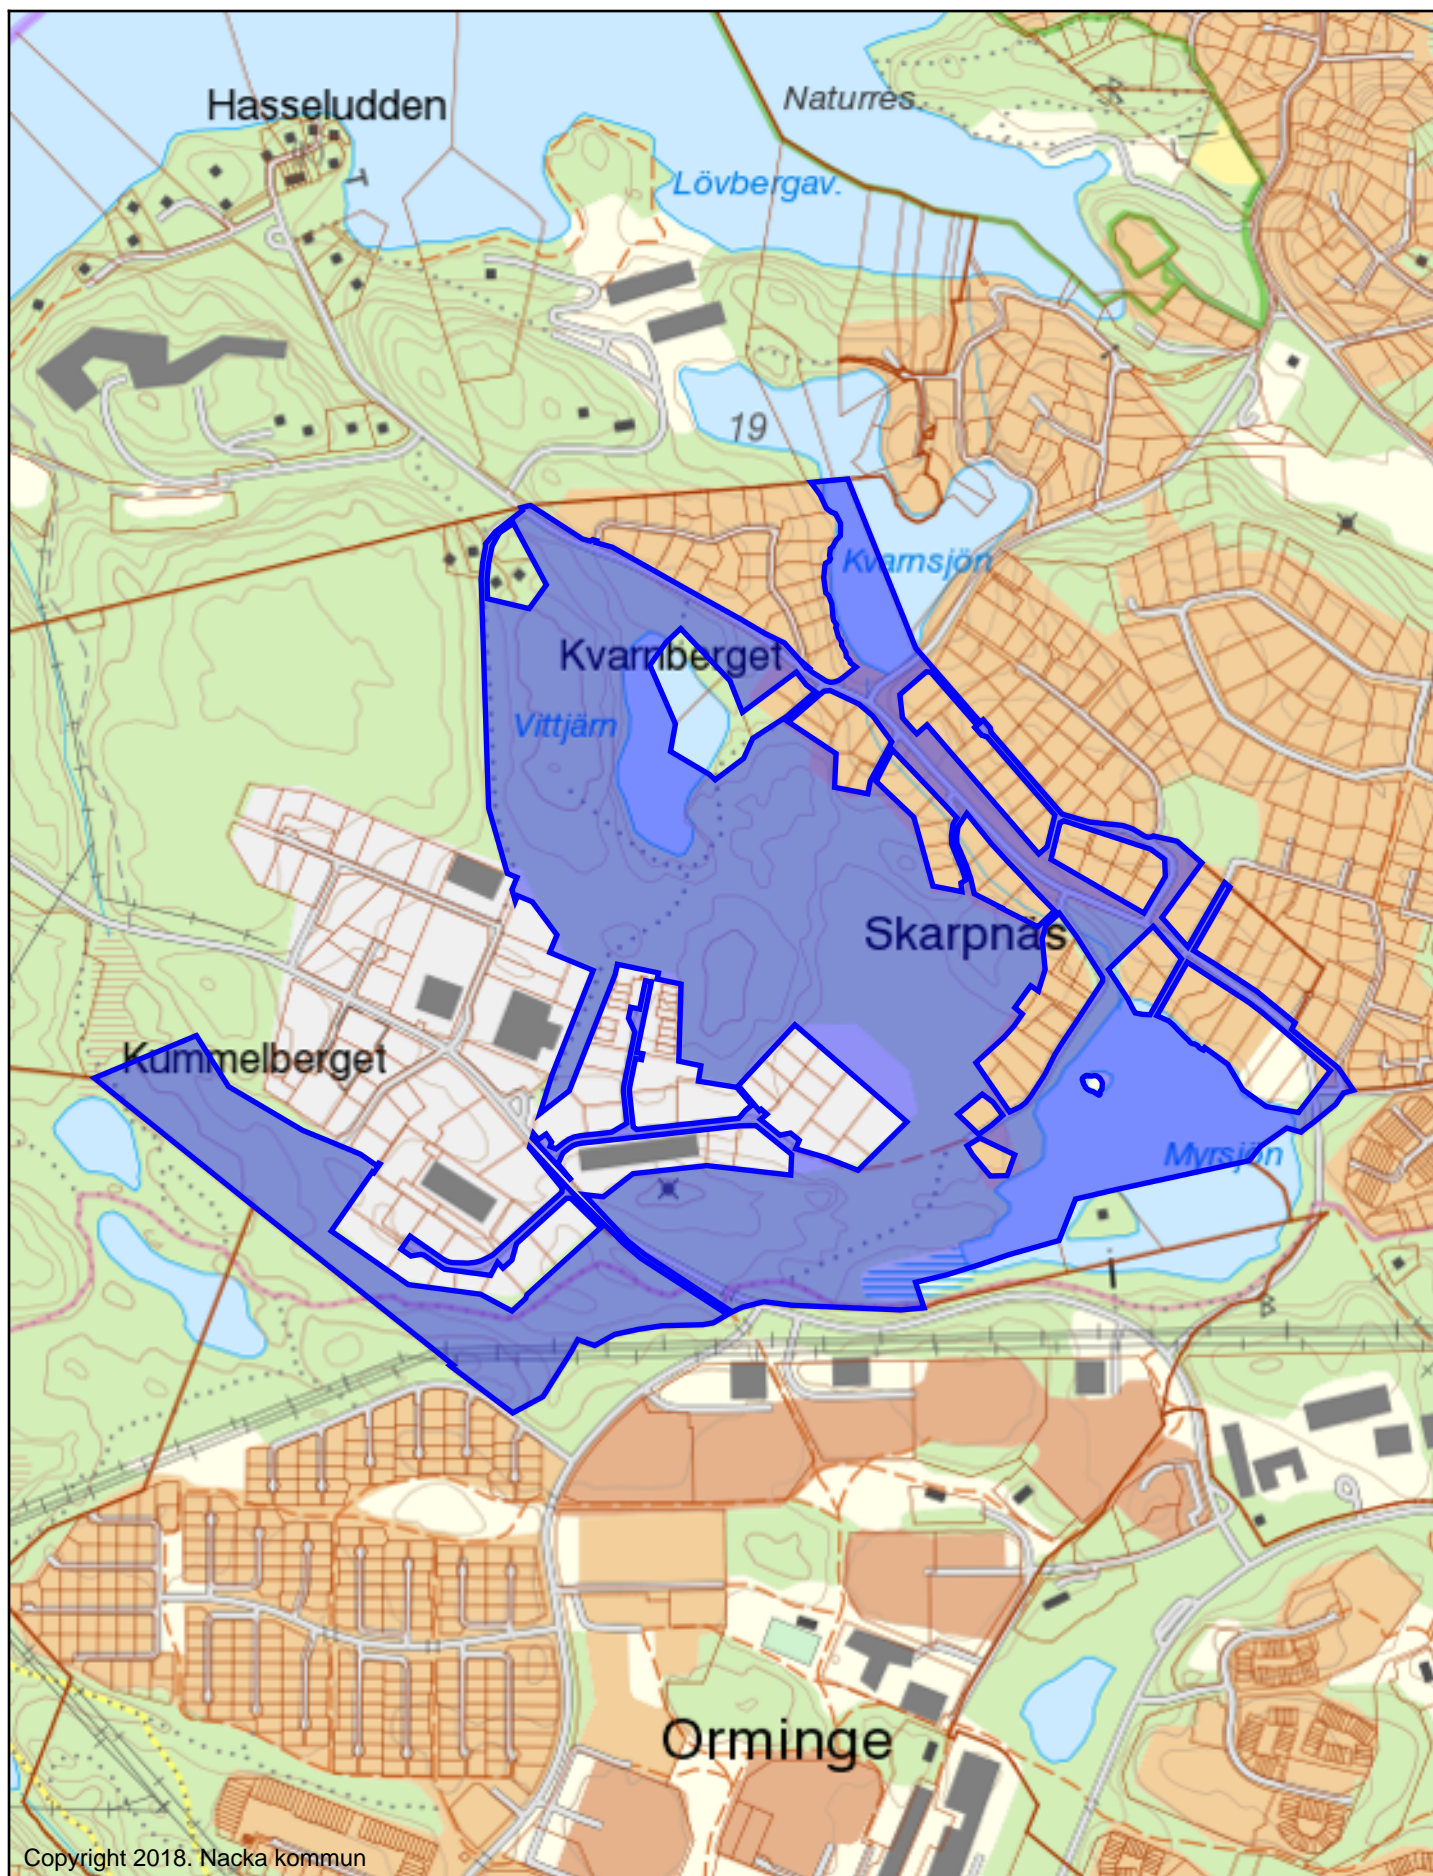 Hasseludden
Naturres.
Lövbergav.
19
Kvarnsjön
Kvarnberget
Vittjärn
Skarpnäs
Kummelberget
Myrsjön
Orminge
Copyright 2018. Nacka kommun